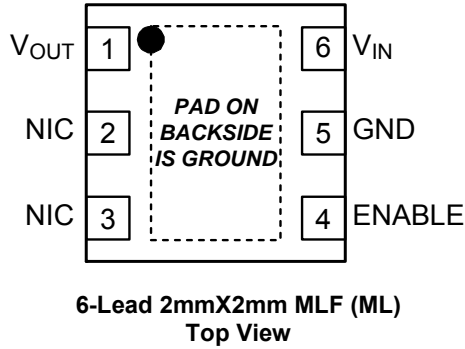 VOUT 1 6 VIN
NIC 2 5 GND
NIC 3 4 ENABLE
PAD ON
BACKSIDE
IS GROUND
6-Lead 2mmX2mm MLF (ML)
Top View